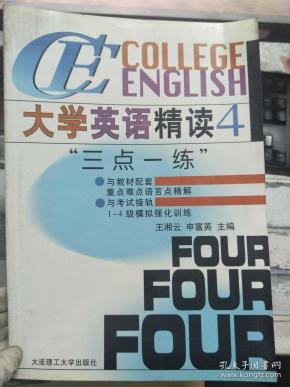 CE COLLEGE
ENGLISH
大学英语精读4
“三点一练”
●与教材配套
重点难点语言点精解
●与考试接轨
1-4级模拟强化训练
王湘云 申富英 主编
FOUR
FOUR
FOUR
大连理工大学出版社
孔夫子旧书网